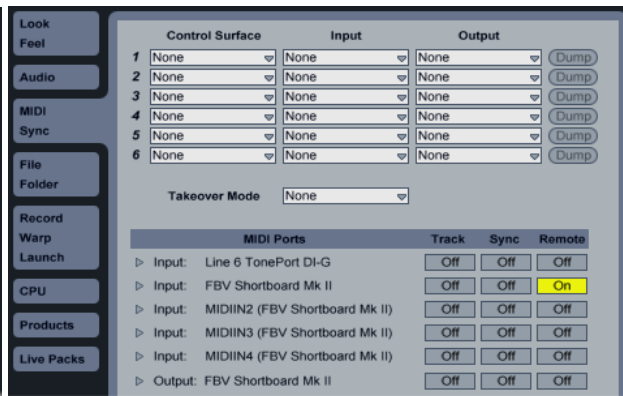 Look
Feel
Audio
MIDI
Sync
File
Folder
Record
Warp
Launch
CPU
Products
Live Packs
Control Surface Input Output
1 None None None Dump
2 None None None Dump
3 None None None Dump
4 None None None Dump
5 None None None Dump
6 None None None Dump
Takeover Mode None
MIDI Ports Track Sync Remote
Input: Line 6 TonePort DI-G Off Off Off
Input: FBV Shortboard Mk II Off Off On
Input: MIDIIN2 (FBV Shortboard Mk II) Off Off Off
Input: MIDIIN3 (FBV Shortboard Mk II) Off Off Off
Input: MIDIIN4 (FBV Shortboard Mk II) Off Off Off
Output: FBV Shortboard Mk II Off Off Off